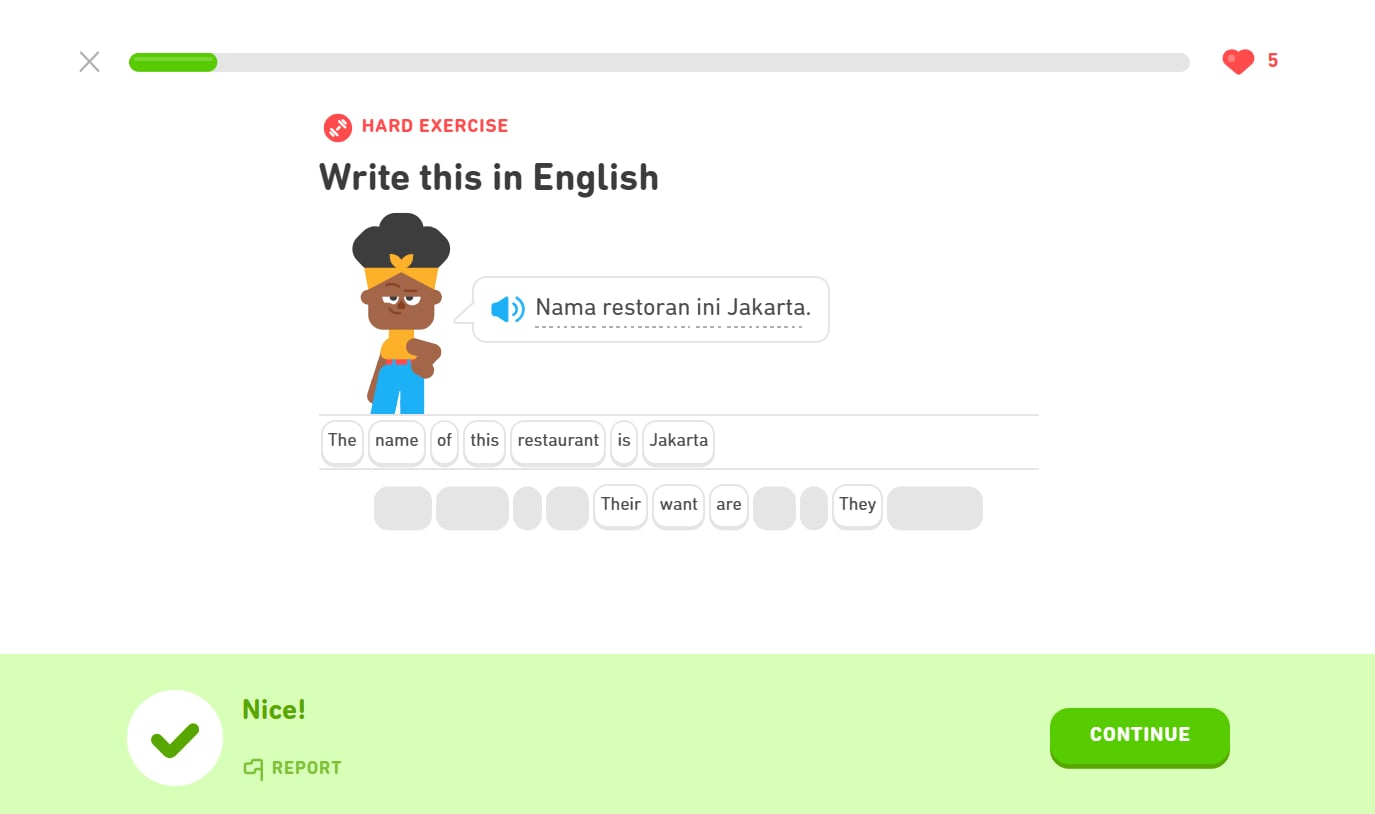 5
HARD EXERCISE
Write this in English
Nama restoran ini Jakarta.
The name of this restaurant is Jakarta
Their want are They
Nice!
REPORT
CONTINUE